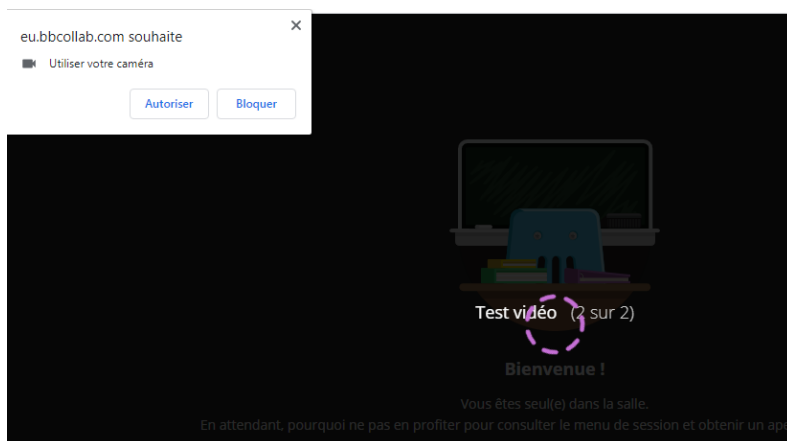 eu.bbcollab.com souhaite
Utiliser votre caméra
Autoriser Bloquer
Test vidéo (2 sur 2)
Bienvenue !
Vous êtes seul(e) dans la salle.
En attendant, pourquoi ne pas en profiter pour consulter le menu de session et obtenir un